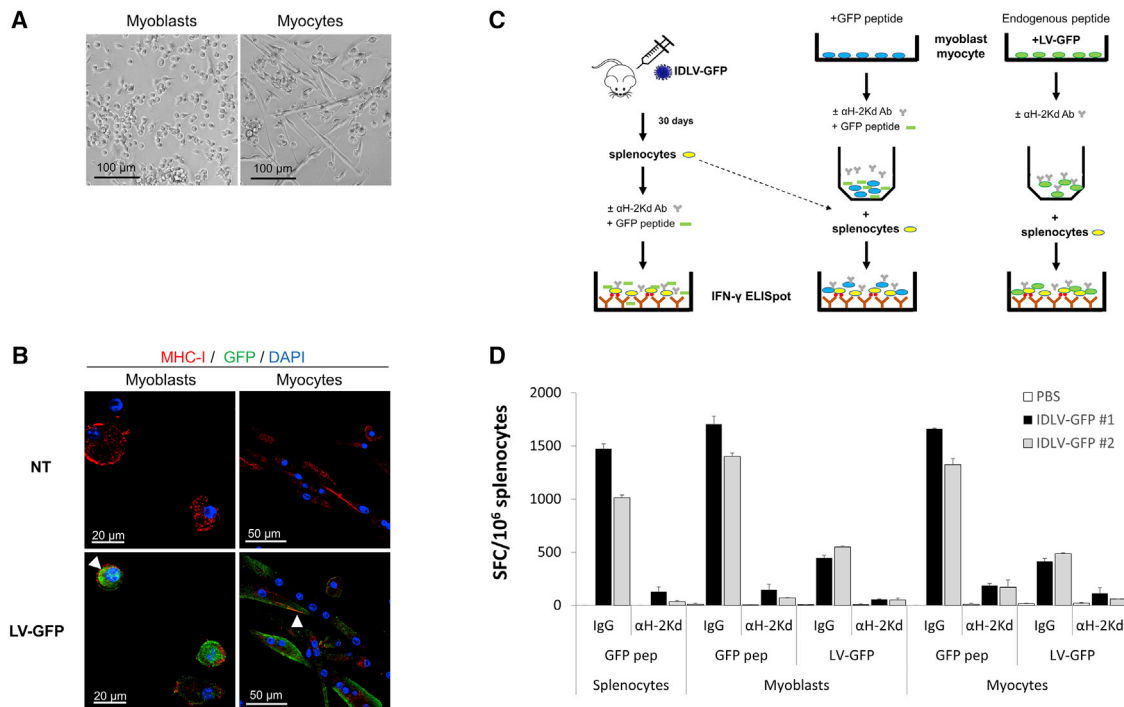 A
Myoblasts
Myocytes
100 µm
100 µm
B
MHC-I / GFP / DAPI
Myoblasts
Myocytes
NT
20 µm
50 µm
LV-GFP
20 µm
50 µm
C
IDLV-GFP
30 days
splenocytes
± αH-2Kd Ab
+ GFP peptide
+GFP peptide
myoblast
myocyte
± αH-2Kd Ab
+ GFP peptide
+
splenocytes
Endogenous peptide
+LV-GFP
± αH-2Kd Ab
+
splenocytes
IFN-γ ELISpot
D
SFC/10⁶ splenocytes
2000
1500
1000
500
0
PBS
IDLV-GFP #1
IDLV-GFP #2
IgG αH-2Kd IgG αH-2Kd IgG αH-2Kd IgG αH-2Kd IgG αH-2Kd
GFP pep GFP pep LV-GFP GFP pep LV-GFP
Splenocytes Myoblasts Myocytes